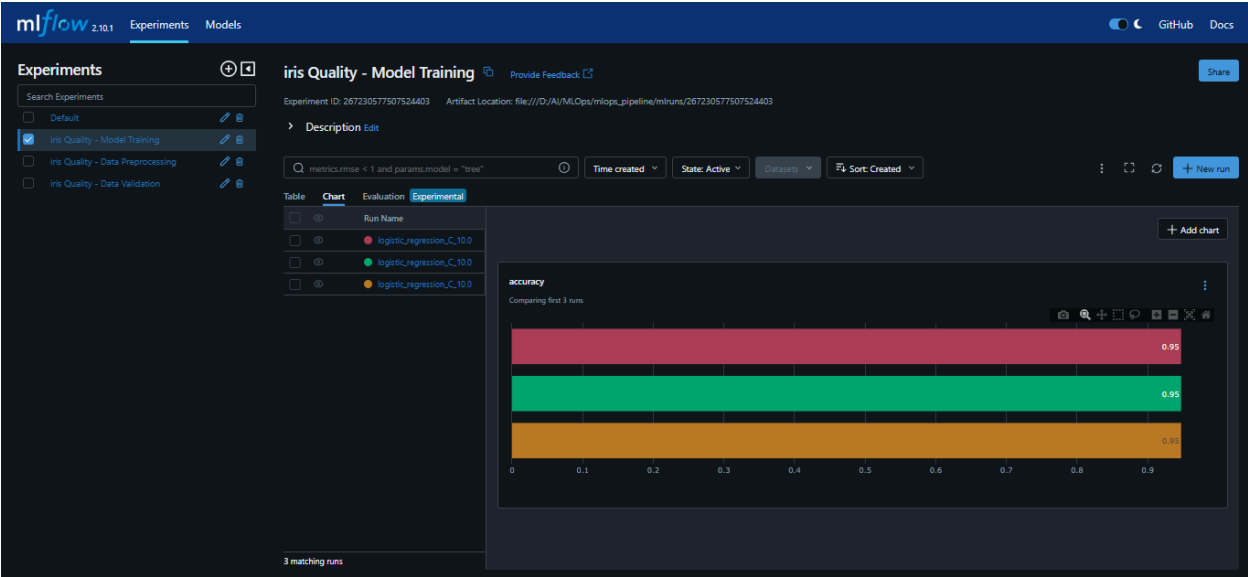 mlflow 2.10.1 Experiments Models GitHub Docs
Experiments
Search Experiments
Default
iris Quality - Model Training
iris Quality - Data Preprocessing
iris Quality - Data Validation
iris Quality - Model Training Provide Feedback Share
Experiment ID: 267230577507524403 Artifact Location: file:///D:/AI/MLOps/mlops_pipeline/mlruns/267230577507524403
Description Edit
metrics.rmse < 1 and params.model = "tree" Time created State: Active Datasets Sort: Created + New run
Table Chart Evaluation Experimental
Run Name
logistic_regression_C_10.0
logistic_regression_C_10.0
logistic_regression_C_10.0
3 matching runs
+ Add chart
accuracy
Comparing first 3 runs
0.95
0.95
0.95
0 0.1 0.2 0.3 0.4 0.5 0.6 0.7 0.8 0.9